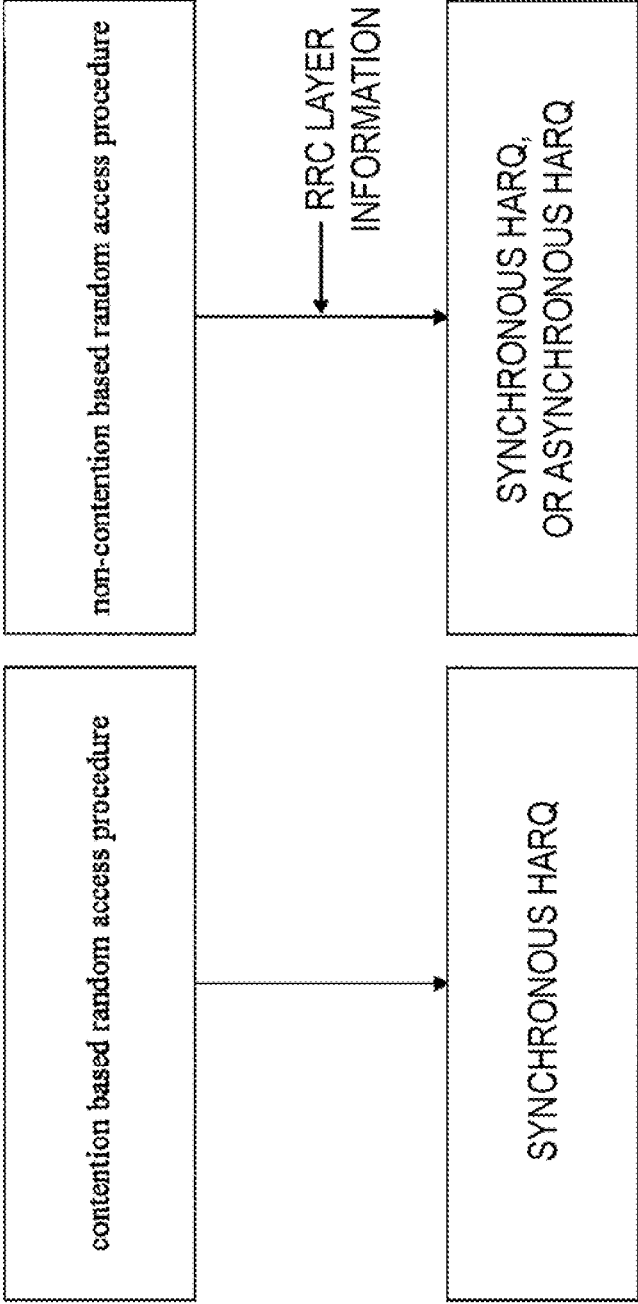 contention based random access procedure
SYNCHRONOUS HARQ
non-contention based random access procedure
RRC LAYER
INFORMATION
SYNCHRONOUS HARQ,
OR ASYNCHRONOUS HARQ